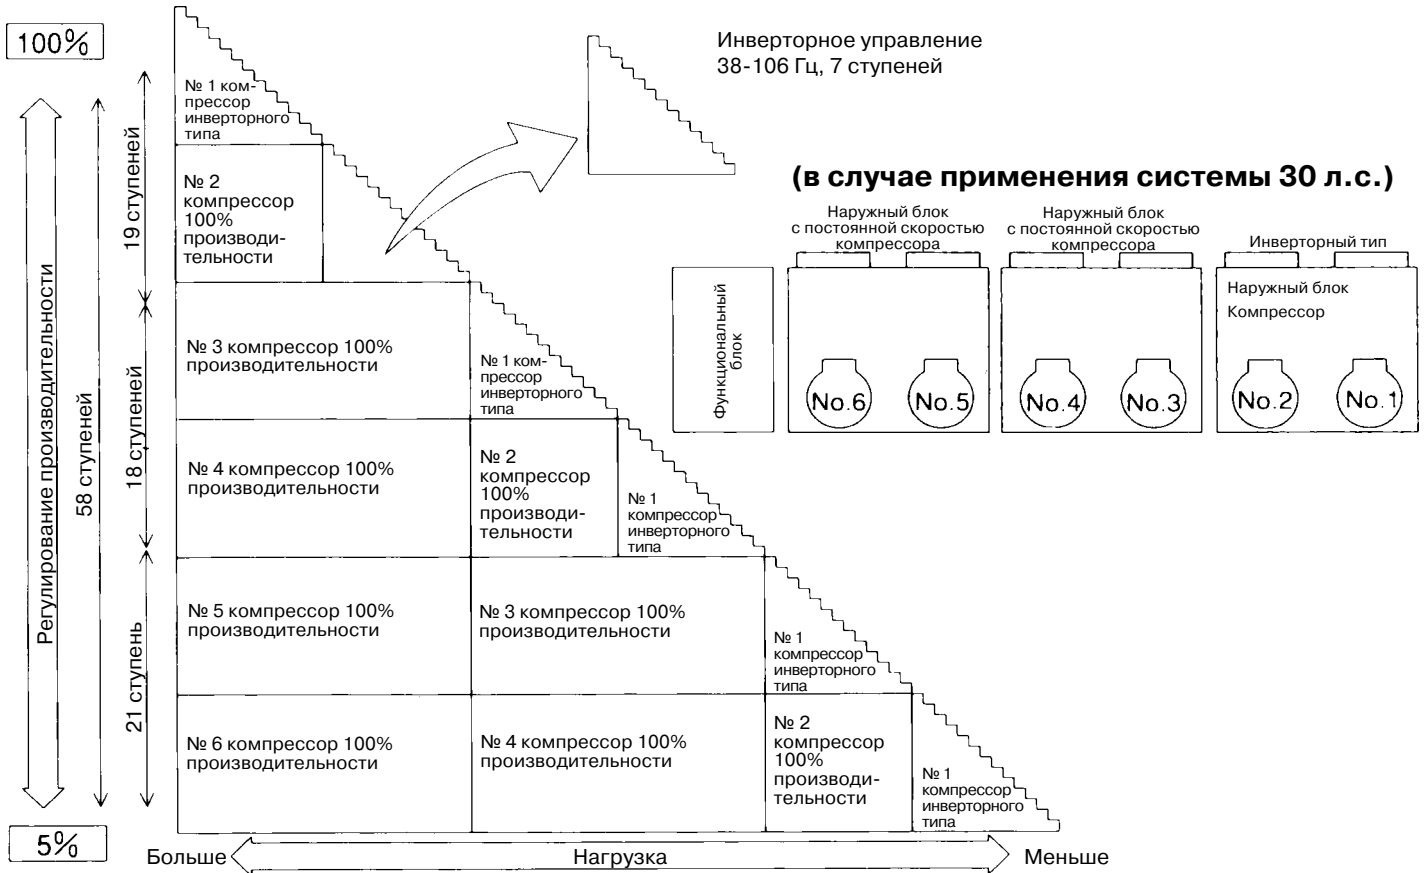 100%
Регулирование производительности
58 ступеней
19 ступеней
18 ступеней
21 ступень
5%
№ 1 ком-
прессор
инверторного
типа
№ 2
компрессор
100%
производи-
тельности
№ 3 компрессор 100%
производительности
№ 1 ком-
прессор
инверторного
типа
№ 4 компрессор 100%
производительности
№ 2
компрессор
100%
производи-
тельности
№ 1
компрессор
инверторного
типа
№ 5 компрессор 100%
производительности
№ 3 компрессор 100%
производительности
№ 1
компрессор
инверторного
типа
№ 6 компрессор 100%
производительности
№ 4 компрессор 100%
производительности
№ 2
компрессор
100%
производи-
тельности
№ 1
компрессор
инверторного
типа
Больше
Нагрузка
Меньше
Инверторное управление
38-106 Гц, 7 ступеней
(в случае применения системы 30 л.с.)
Функциональный
блок
Наружный блок
с постоянной скоростью
компрессора
No.6
No.5
Наружный блок
с постоянной скоростью
компрессора
No.4
No.3
Инверторный тип
Наружный блок
Компрессор
No.2
No.1